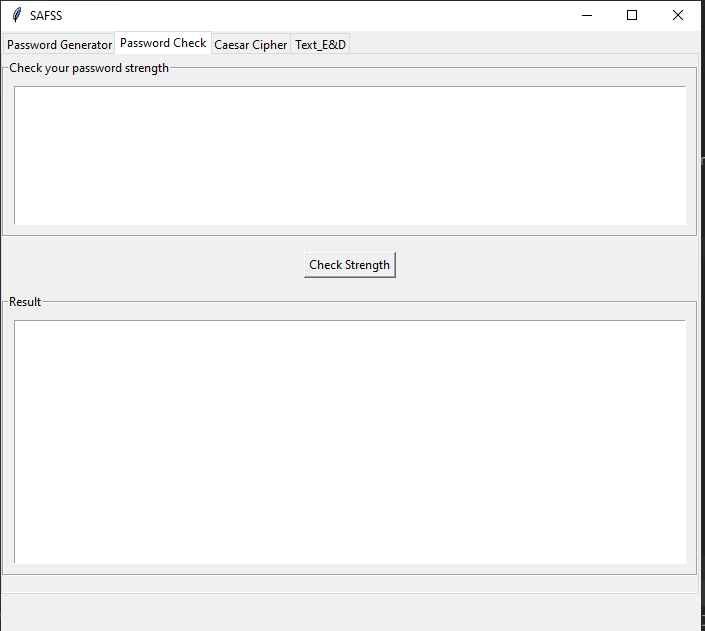 SAFSS
Password Generator Password Check Caesar Cipher Text_E&D
Check your password strength
Check Strength
Result